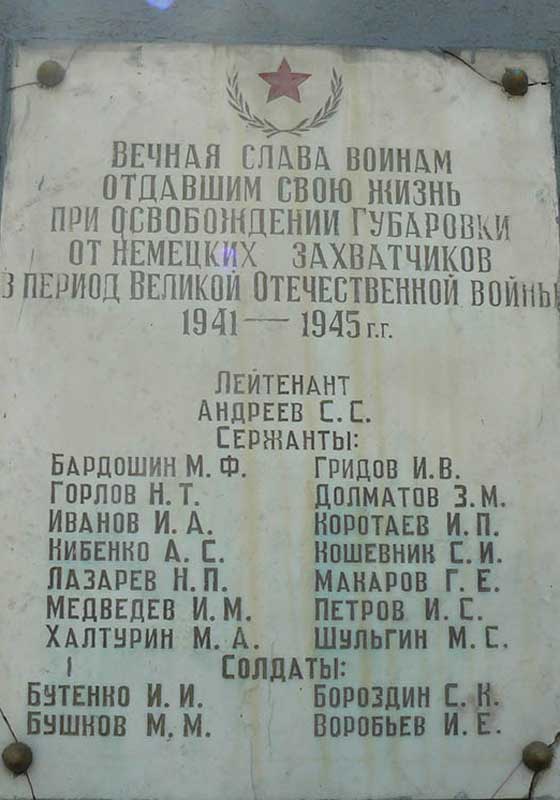 Вечная слава воинам
отдавшим свою жизнь
при освобождении Губаровки
от немецких захватчиков
в период Великой Отечественной войны
1941 — 1945 г.г.
Лейтенант
Андреев С. С.
Сержанты:
Бардошин М. Ф. Гридов И. В.
Горлов Н. Т. Долматов З. М.
Иванов И. А. Коротаев И. П.
Кибенко А. С. Кошевник С. И.
Лазарев Н. П. Макаров Г. Е.
Медведев И. М. Петров И. С.
Халтурин М. А. Шульгин М. С.
Солдаты:
Бутенко И. И. Бороздин С. К.
Бушков М. М. Воробьев И. Е.